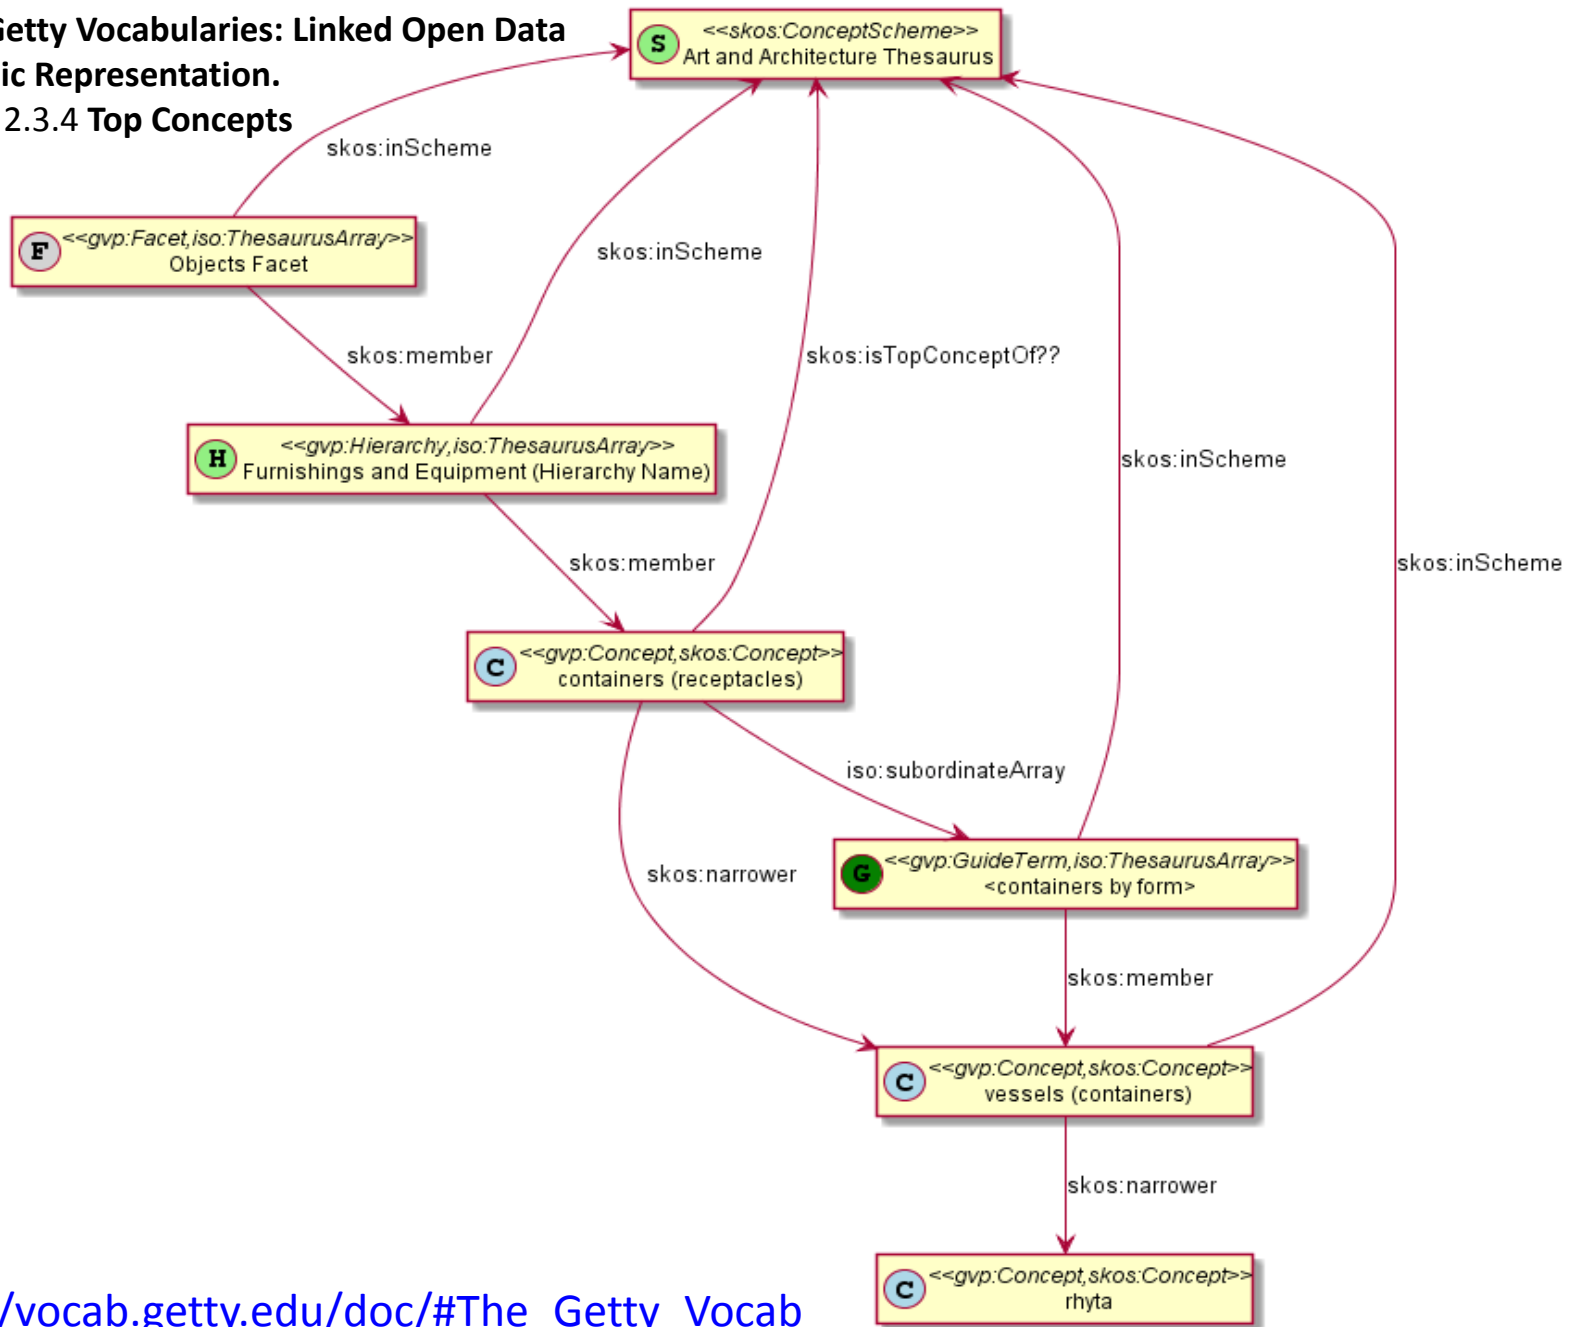 Getty Vocabularies: Linked Open Data
ic Representation.
2.3.4 Top Concepts
S
<<skos:ConceptScheme>>
Art and Architecture Thesaurus
skos:inScheme
F
<<gvp:Facet,iso:ThesaurusArray>>
Objects Facet
skos:inScheme
skos:member
skos:isTopConceptOf??
H
<<gvp:Hierarchy,iso:ThesaurusArray>>
Furnishings and Equipment (Hierarchy Name)
skos:inScheme
skos:member
skos:inScheme
C
<<gvp:Concept,skos:Concept>>
containers (receptacles)
iso:subordinateArray
skos:narrower
G
<<gvp:GuideTerm,iso:ThesaurusArray>>
<containers by form>
skos:member
C
<<gvp:Concept,skos:Concept>>
vessels (containers)
skos:narrower
C
<<gvp:Concept,skos:Concept>>
rhyta
/vocab.getty.edu/doc/#The_Getty_Vocab